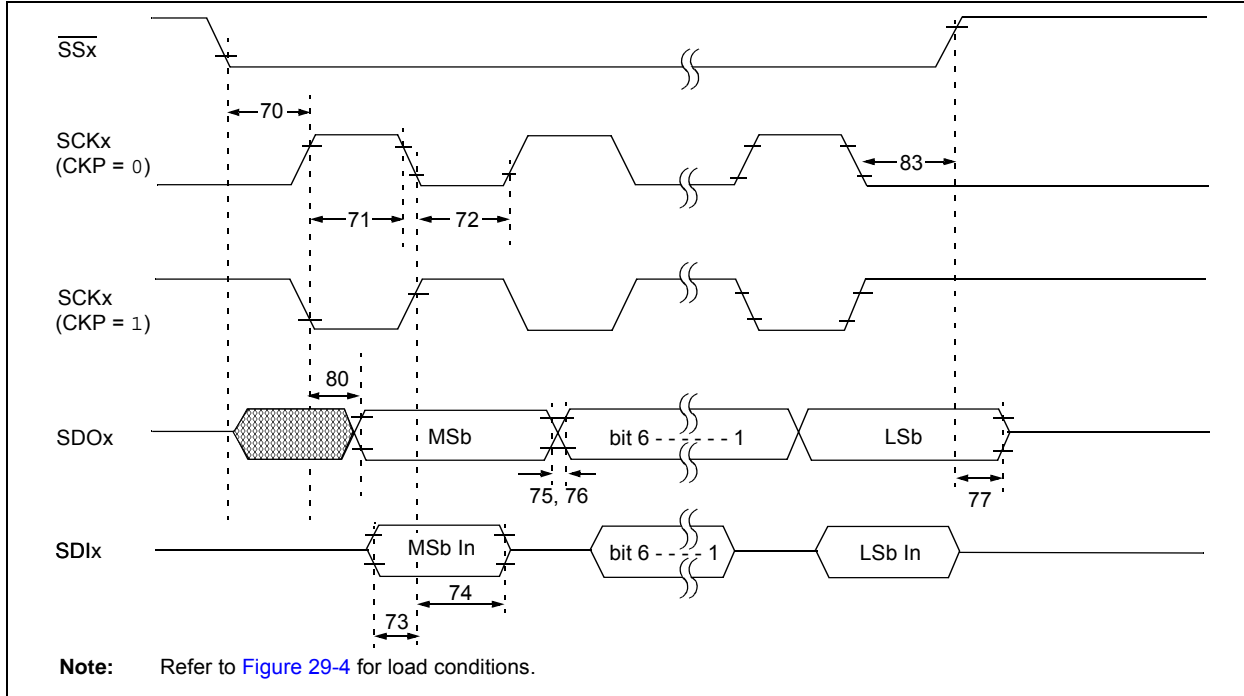 SSx
70
SCKx
(CKP = 0)
83
71
72
SCKx
(CKP = 1)
80
SDOx
MSb
bit 6 - - - - - - 1
LSb
75, 76
77
SDIx
MSb In
bit 6 - - - - 1
LSb In
74
73
Note: Refer to Figure 29-4 for load conditions.